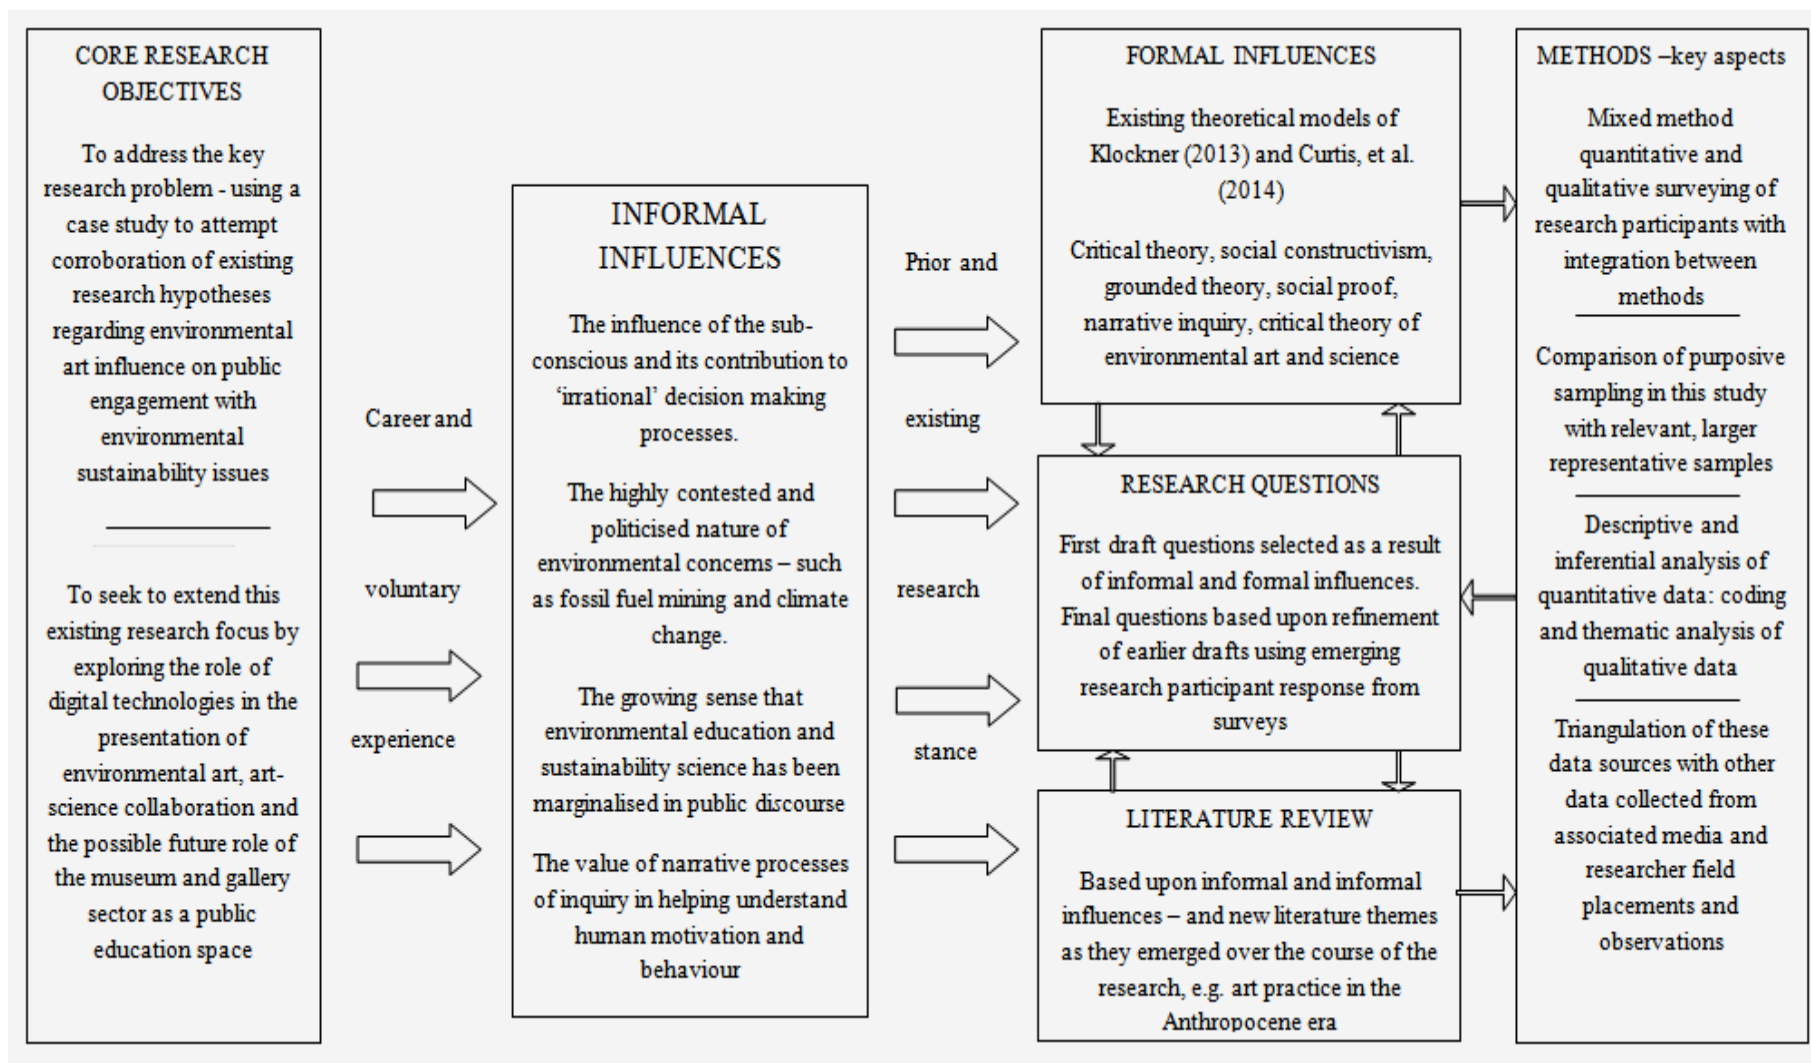 CORE RESEARCH
OBJECTIVES
To address the key
research problem - using a
case study to attempt
corroboration of existing
research hypotheses
regarding environmental
art influence on public
engagement with
environmental
sustainability issues
To seek to extend this
existing research focus by
exploring the role of
digital technologies in the
presentation of
environmental art, art-
science collaboration and
the possible future role of
the museum and gallery
sector as a public
education space
Career and
voluntary
experience
INFORMAL
INFLUENCES
The influence of the sub-
conscious and its contribution to
‘irrational’ decision making
processes.
The highly contested and
politicised nature of
environmental concerns – such
as fossil fuel mining and climate
change.
The growing sense that
environmental education and
sustainability science has been
marginalised in public discourse
The value of narrative processes
of inquiry in helping understand
human motivation and
behaviour
Prior and
existing
research
stance
FORMAL INFLUENCES
Existing theoretical models of
Klockner (2013) and Curtis, et al.
(2014)
Critical theory, social constructivism,
grounded theory, social proof,
narrative inquiry, critical theory of
environmental art and science
RESEARCH QUESTIONS
First draft questions selected as a result
of informal and formal influences.
Final questions based upon refinement
of earlier drafts using emerging
research participant response from
surveys
LITERATURE REVIEW
Based upon informal and informal
influences – and new literature themes
as they emerged over the course of the
research, e.g. art practice in the
Anthropocene era
METHODS –key aspects
Mixed method
quantitative and
qualitative surveying of
research participants with
integration between
methods
Comparison of purposive
sampling in this study
with relevant, larger
representative samples
Descriptive and
inferential analysis of
quantitative data: coding
and thematic analysis of
qualitative data
Triangulation of these
data sources with other
data collected from
associated media and
researcher field
placements and
observations